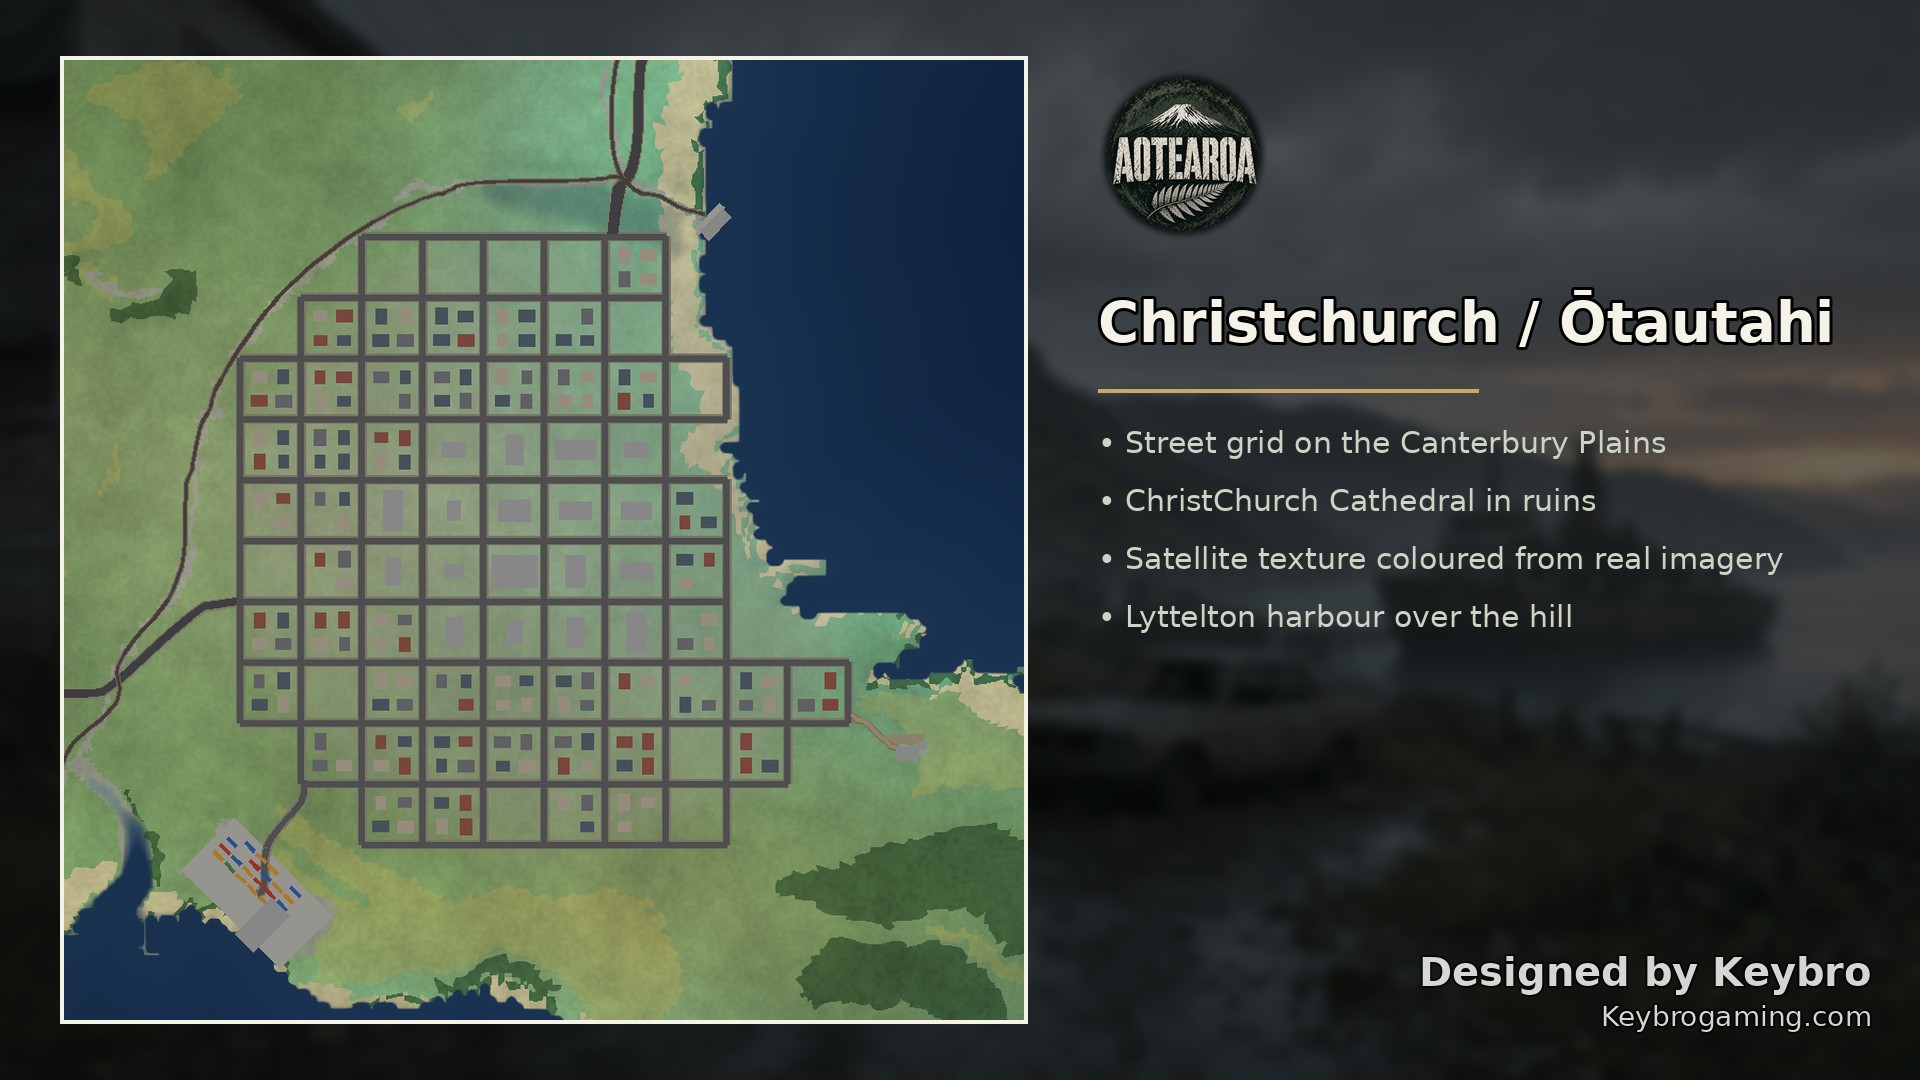 AOTEAROA
Christchurch / Ōtautahi
• Street grid on the Canterbury Plains
• ChristChurch Cathedral in ruins
• Satellite texture coloured from real imagery
• Lyttelton harbour over the hill
Designed by Keybro
Keybrogaming.com